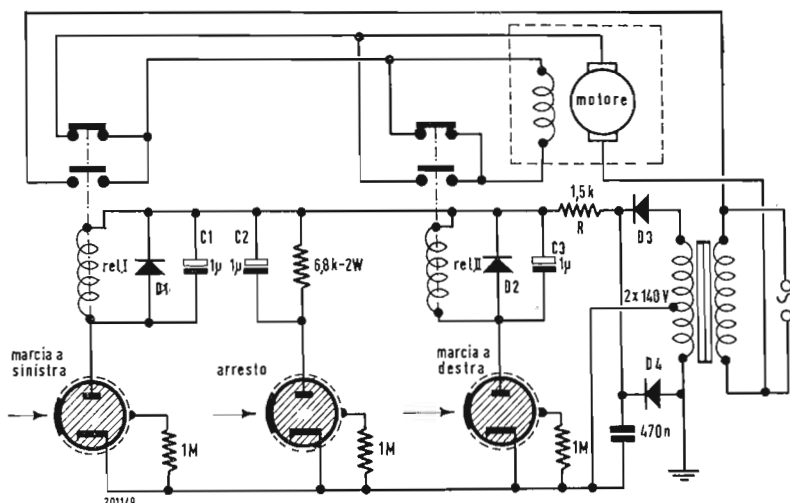 motore
1,5k
R
D3
rel.I
D1
C1
1µ
C2
1µ
6,8k-2W
rel.II
D2
C3
1µ
2x140V
marcia a
sinistra
arresto
marcia a
destra
D4
1M
1M
1M
470n
201149